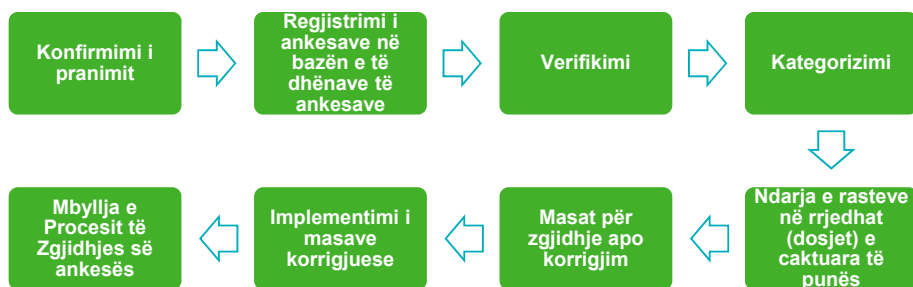 Konfirmimi i
pranimit
Regjistrimi i
ankesave në
bazën e të
dhënave të
ankesave
Verifikimi
Kategorizimi
Ndarja e rasteve
në rrjedhat
(dosjet) e
caktuara të
punës
Masat për
zgjidhje apo
korrigjim
Implementimi i
masave
korrigjuese
Mbyllja e
Procesit të
Zgjidhjes së
ankesës